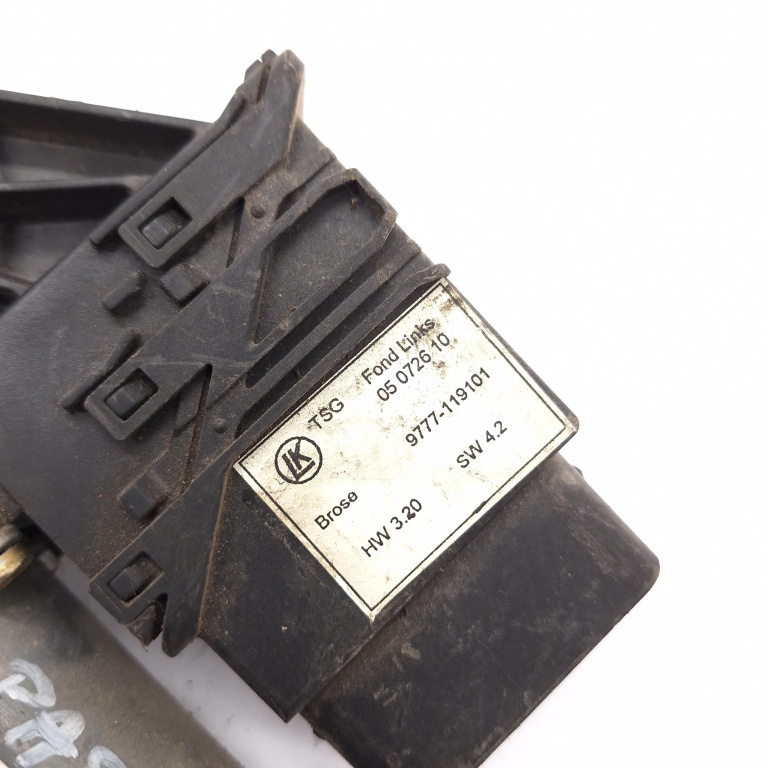 LK TSG Fond Links
05 0726 10
9777-119101
Brose
HW 3.20 SW 4.2